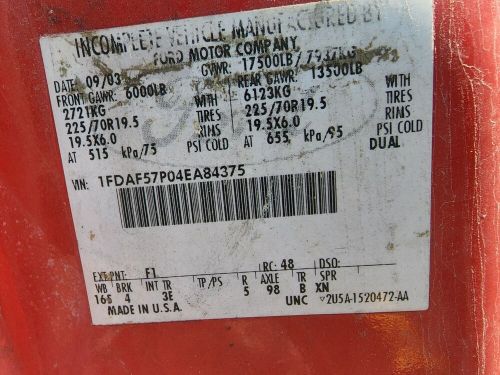 INCOMPLETE VEHICLE MANUFACTURED BY
FORD MOTOR COMPANY
DATE 09/03 GVWR: 17500LB/7937KG
FRONT GAWR: 6000LB REAR GAWR: 13500LB
2721KG WITH 6123KG WITH
225/70R19.5 TIRES 225/70R19.5 TIRES
19.5X6.0 RIMS 19.5X6.0 RIMS
AT 515 kPa/75 PSI COLD AT 655 kPa/95 PSI COLD
DUAL
VIN: 1FDAF57P04EA84375
EXT PNT: F1 RC: 48 DSO:
WB BRK INT TR TP/PS R AXLE TR SPR
4 3E 5 98 B XN
MADE IN U.S.A. UNC 2U5A-1520472-AA